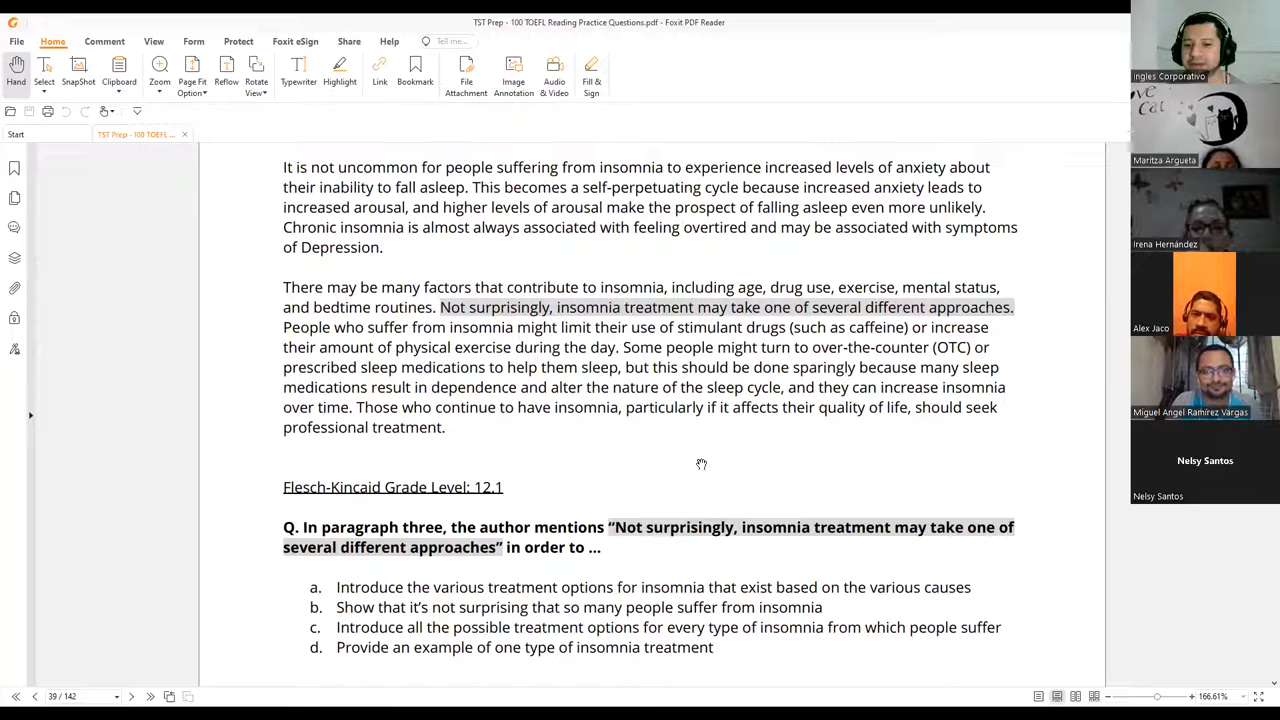 TST Prep - 100 TOEFL Reading Practice Questions.pdf - Foxit PDF Reader
File Home Comment View Form Protect Foxit eSign Share Help Tell me...
Hand Select SnapShot Clipboard Zoom Page Fit Option Reflow Rotate View Typewriter Highlight Link Bookmark File Attachment Image Annotation Audio & Video Fill & Sign
Start TST Prep - 100 TOEFL ...
It is not uncommon for people suffering from insomnia to experience increased levels of anxiety about
their inability to fall asleep. This becomes a self-perpetuating cycle because increased anxiety leads to
increased arousal, and higher levels of arousal make the prospect of falling asleep even more unlikely.
Chronic insomnia is almost always associated with feeling overtired and may be associated with symptoms
of Depression.
There may be many factors that contribute to insomnia, including age, drug use, exercise, mental status,
and bedtime routines. Not surprisingly, insomnia treatment may take one of several different approaches.
People who suffer from insomnia might limit their use of stimulant drugs (such as caffeine) or increase
their amount of physical exercise during the day. Some people might turn to over-the-counter (OTC) or
prescribed sleep medications to help them sleep, but this should be done sparingly because many sleep
medications result in dependence and alter the nature of the sleep cycle, and they can increase insomnia
over time. Those who continue to have insomnia, particularly if it affects their quality of life, should seek
professional treatment.
Flesch-Kincaid Grade Level: 12.1
Q. In paragraph three, the author mentions “Not surprisingly, insomnia treatment may take one of
several different approaches” in order to ...
a. Introduce the various treatment options for insomnia that exist based on the various causes
b. Show that it’s not surprising that so many people suffer from insomnia
c. Introduce all the possible treatment options for every type of insomnia from which people suffer
d. Provide an example of one type of insomnia treatment
39 / 142
166.61%
Ingles Corporativo
ve
cat
Maritza Argueta
Irena Hernández
Alex Jaco
Miguel Angel Ramírez Vargas
Nelsy Santos
Nelsy Santos